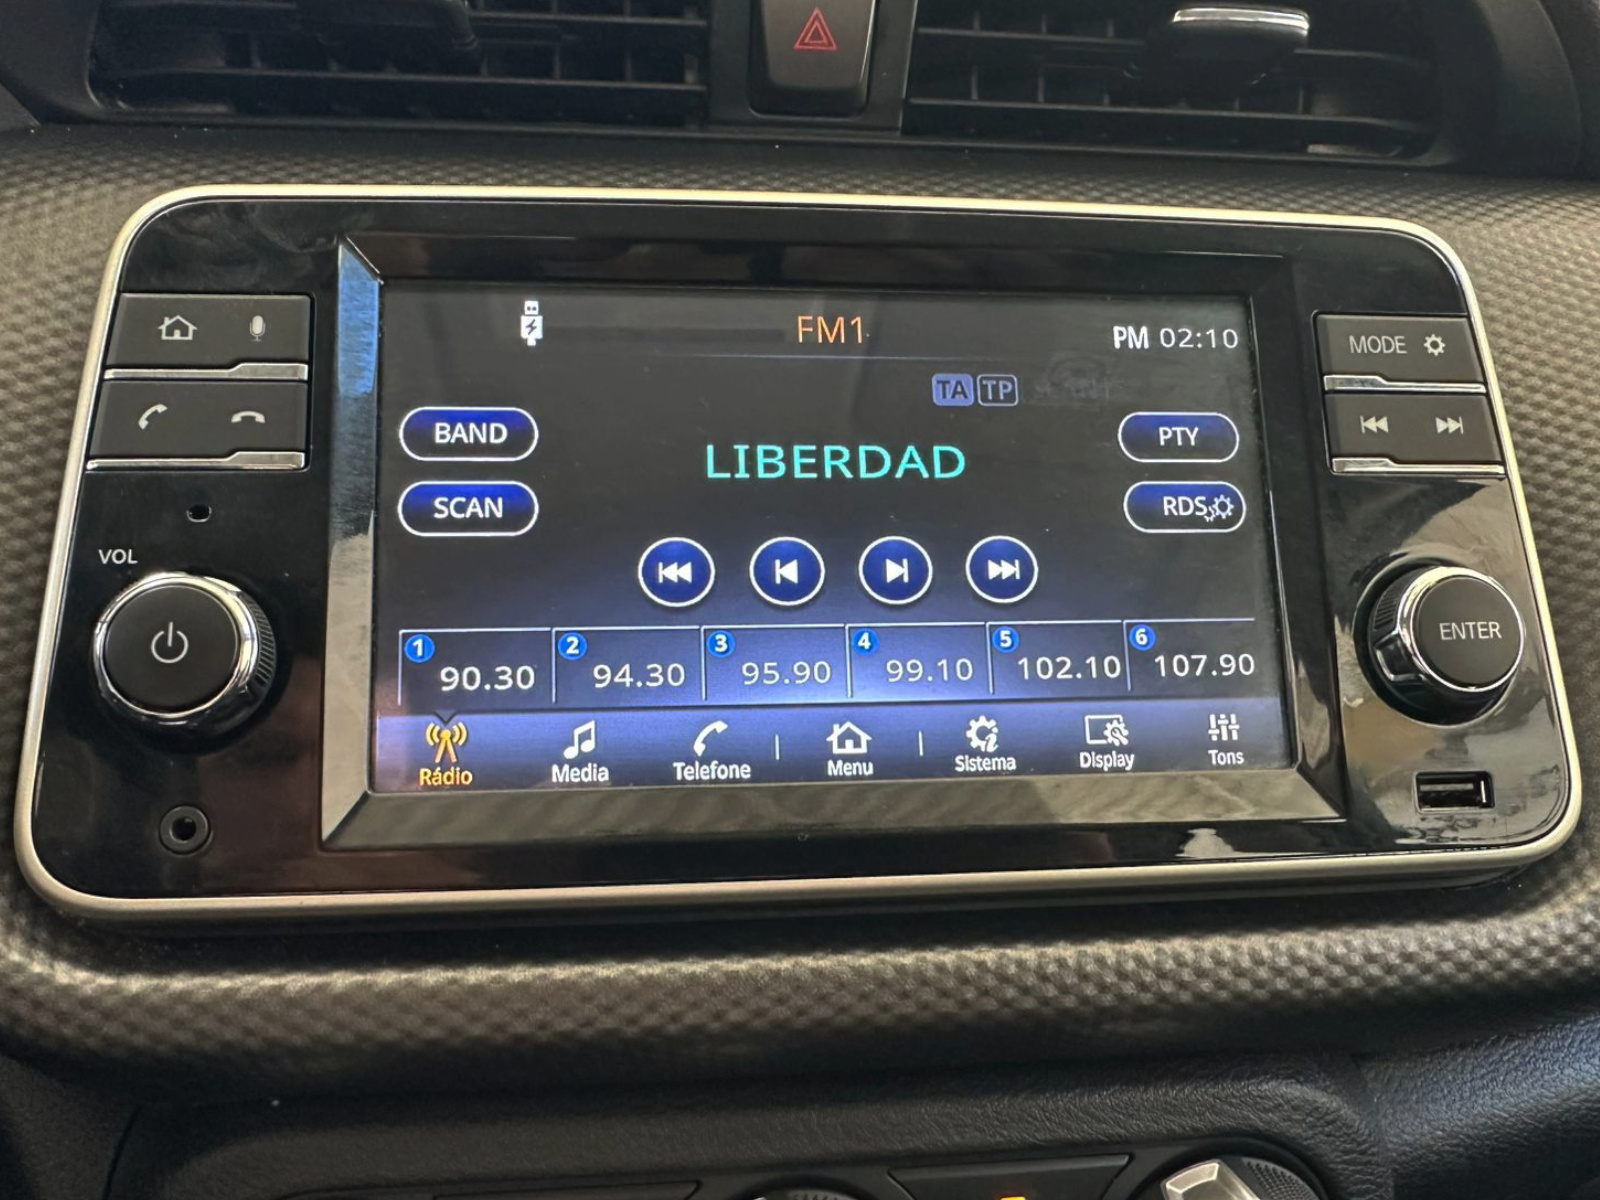 FM1
PM 02:10
MODE
TA TP
BAND
PTY
LIBERDAD
SCAN
RDS
VOL
1 90.30
2 94.30
3 95.90
4 99.10
5 102.10
6 107.90
ENTER
Rádio
Media
Telefone
Menu
Sistema
Display
Tons